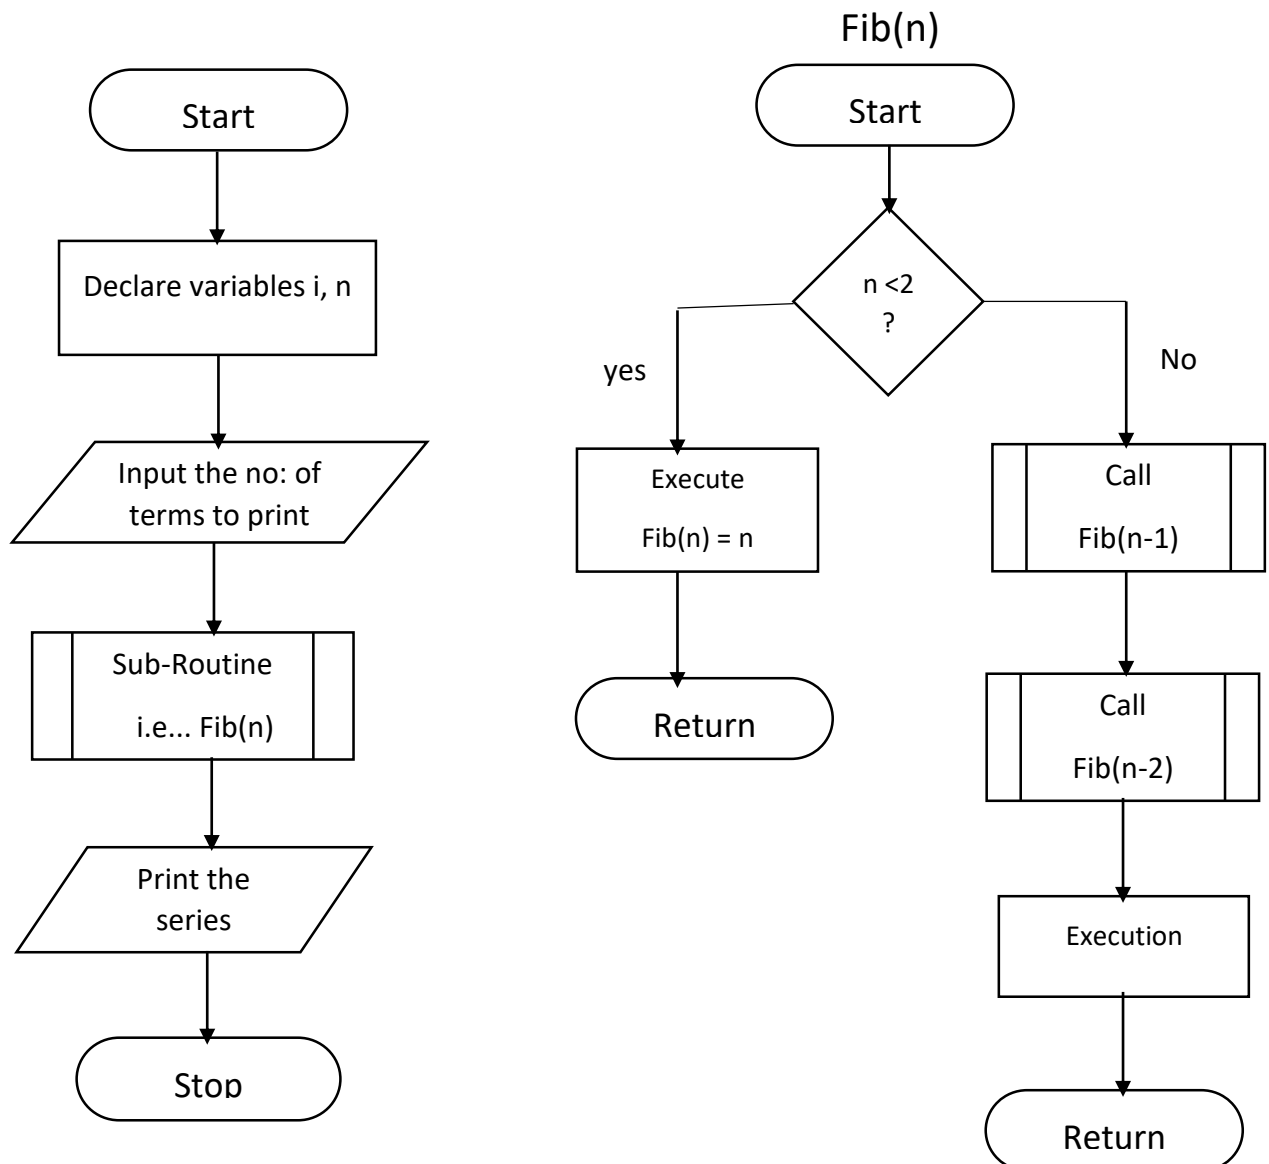 Start
Declare variables i, n
Input the no: of
terms to print
Sub-Routine
i.e... Fib(n)
Print the
series
Stop
Fib(n)
Start
n <2
?
yes
No
Execute
Fib(n) = n
Return
Call
Fib(n-1)
Call
Fib(n-2)
Execution
Return